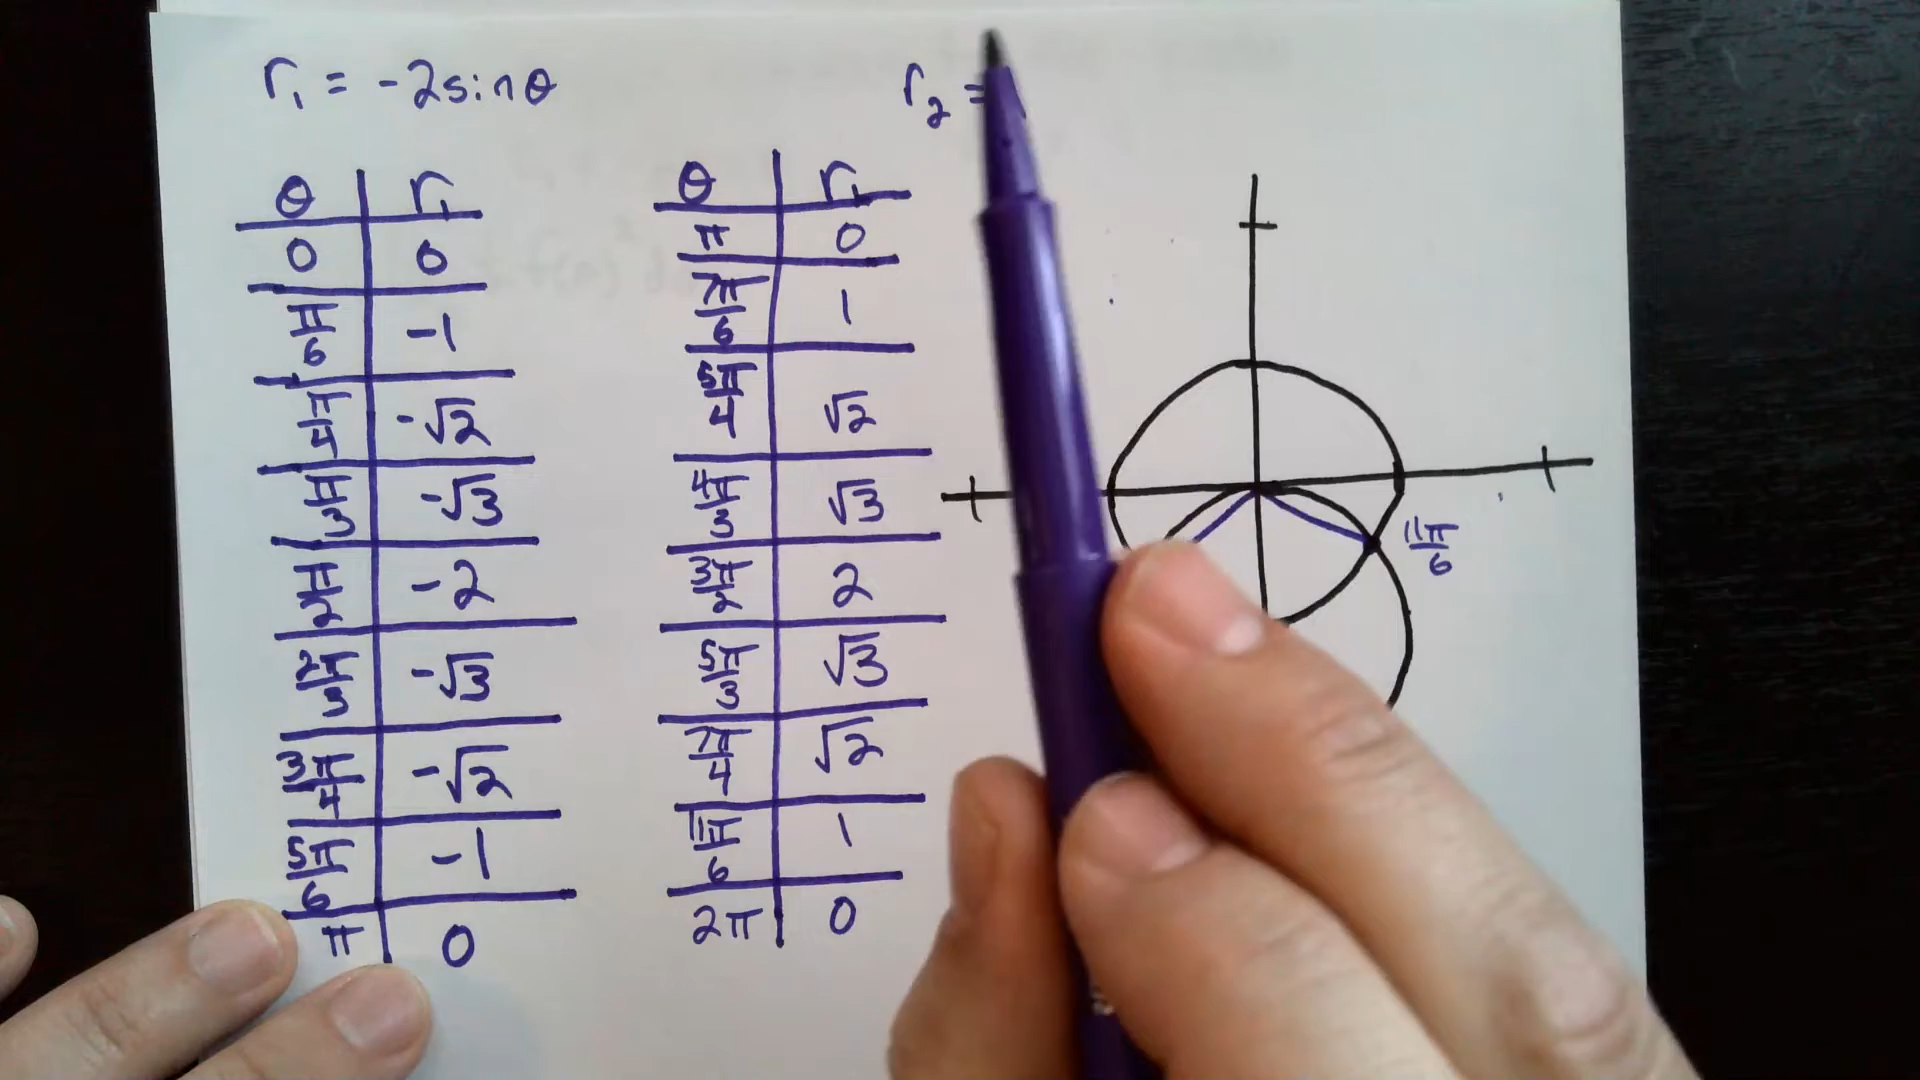 r₁ = -2sinθ
r₂ =
θ r₁
0 0
π/6 -1
π/4 -√2
π/3 -√3
π/2 -2
2π/3 -√3
3π/4 -√2
5π/6 -1
π 0
θ r₁
π 0
7π/6 1
5π/4 √2
4π/3 √3
3π/2 2
5π/3 √3
7π/4 √2
11π/6 1
2π 0
11π/6